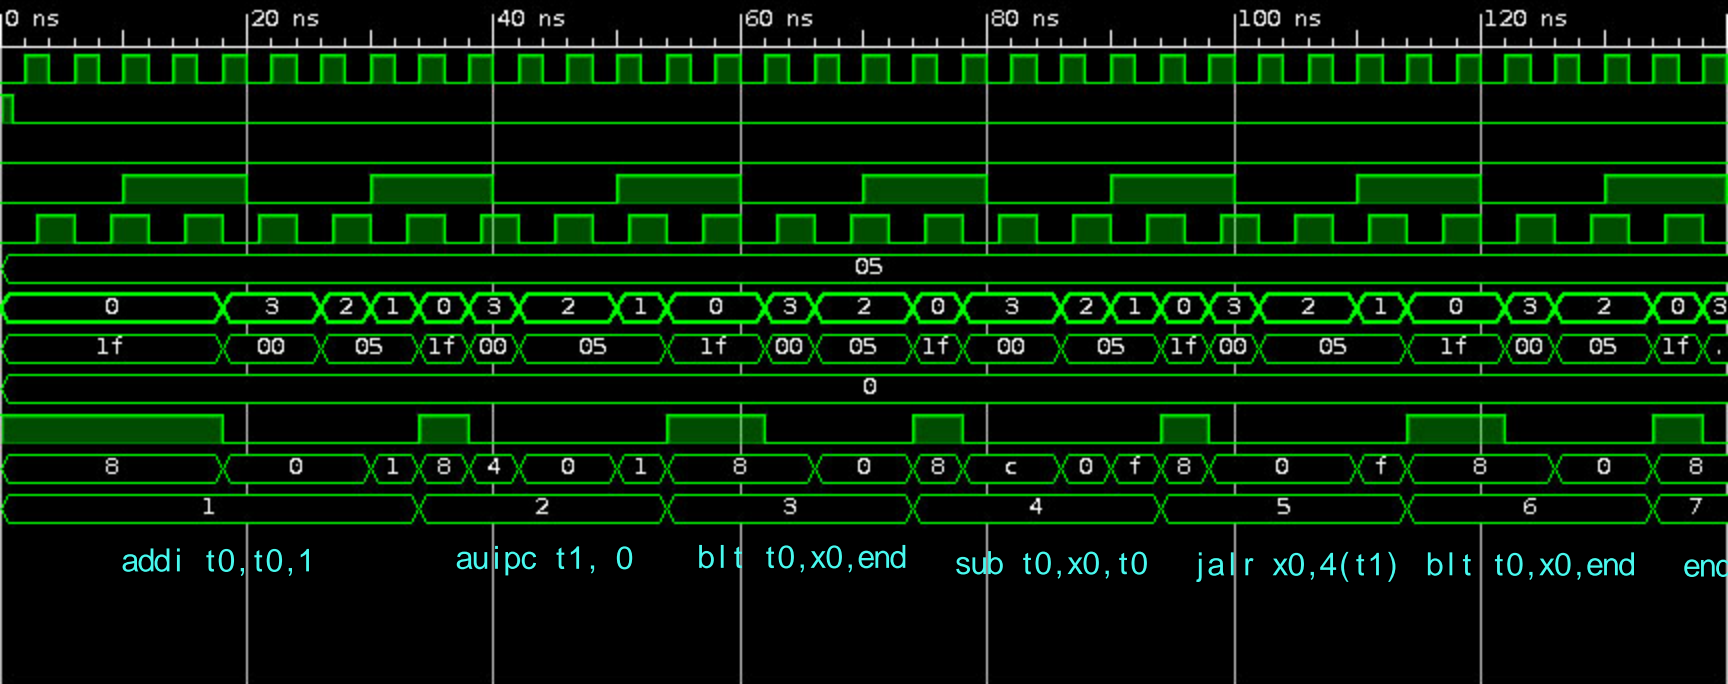 0 ns 20 ns 40 ns 60 ns 80 ns 100 ns 120 ns
05
0 3 2 1 0 3 2 1 0 3 2 0 3 2 1 0 3 2 1 0 3 2 0 3
1f 00 05 1f 00 05 1f 00 05 1f 00 05 1f 00 05 1f 00 05 1f .
0
8 0 1 8 4 0 1 8 0 8 c 0 f 8 0 f 8 0 8
1 2 3 4 5 6 7
addi t0,t0,1 auipc t1, 0 blt t0,x0,end sub t0,x0,t0 jalr x0,4(t1) blt t0,x0,end end